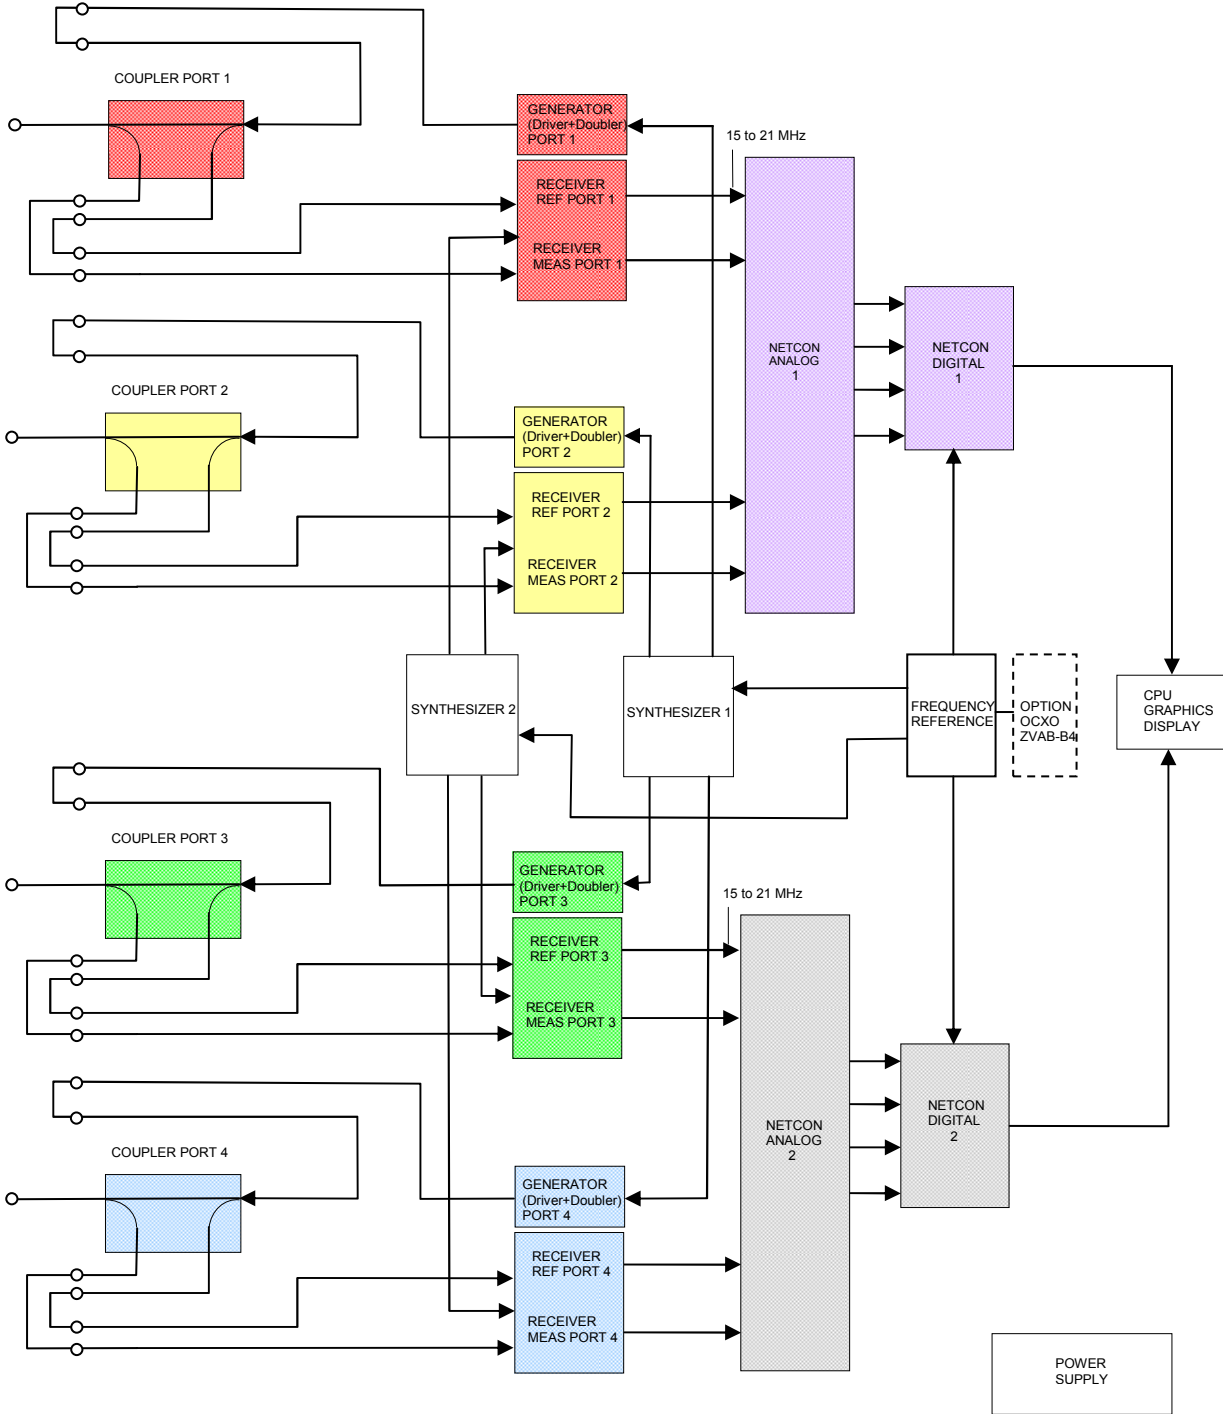 COUPLER PORT 1
GENERATOR
(Driver+Doubler)
PORT 1
15 to 21 MHz
RECEIVER
REF PORT 1
RECEIVER
MEAS PORT 1
NETCON
ANALOG
1
NETCON
DIGITAL
1
COUPLER PORT 2
GENERATOR
(Driver+Doubler)
PORT 2
RECEIVER
REF PORT 2
RECEIVER
MEAS PORT 2
SYNTHESIZER 2
SYNTHESIZER 1
FREQUENCY
REFERENCE
OPTION
OCXO
ZVAB-B4
CPU
GRAPHICS
DISPLAY
COUPLER PORT 3
GENERATOR
(Driver+Doubler)
PORT 3
15 to 21 MHz
RECEIVER
REF PORT 3
RECEIVER
MEAS PORT 3
NETCON
ANALOG
2
NETCON
DIGITAL
2
COUPLER PORT 4
GENERATOR
(Driver+Doubler)
PORT 4
RECEIVER
REF PORT 4
RECEIVER
MEAS PORT 4
POWER
SUPPLY